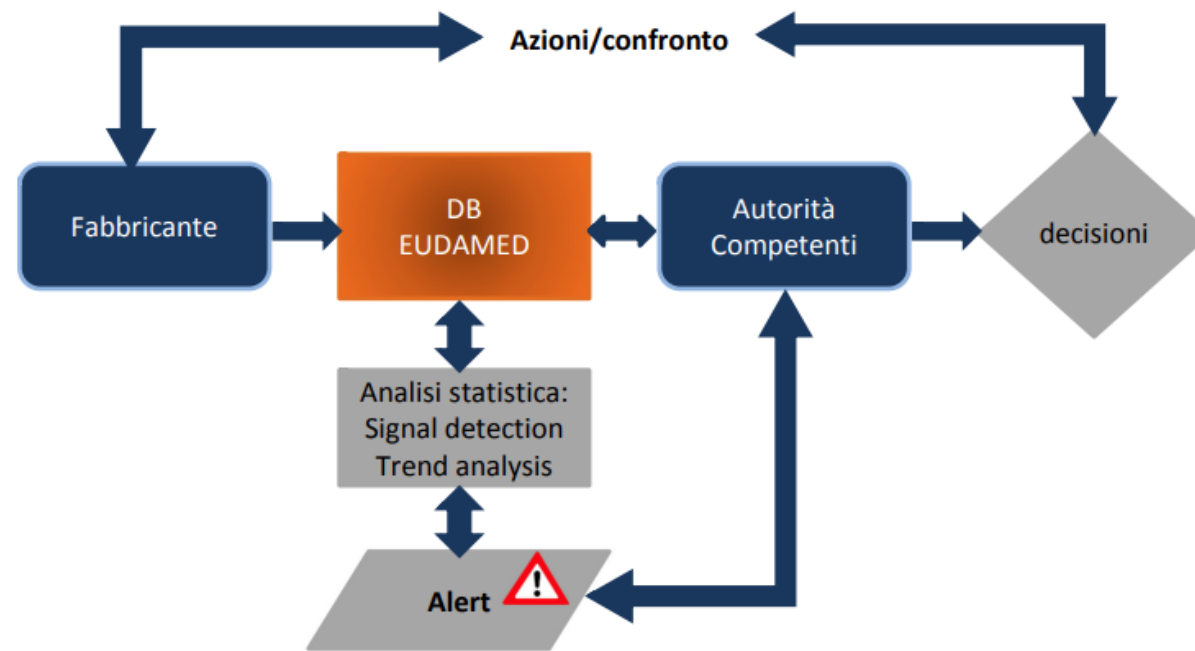 Azioni/confronto
Fabbricante
DB
EUDAMED
Autorità
Competenti
decisioni
Analisi statistica:
Signal detection
Trend analysis
Alert
!